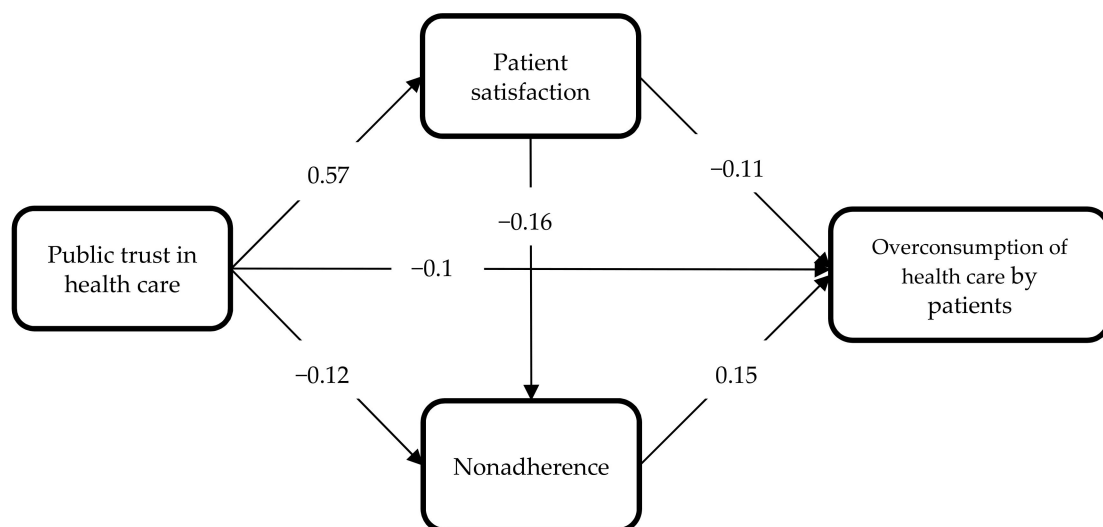 Patient
satisfaction
0.57
−0.11
−0.16
Public trust in
health care
−0.1
Overconsumption of
health care by
patients
−0.12
0.15
Nonadherence